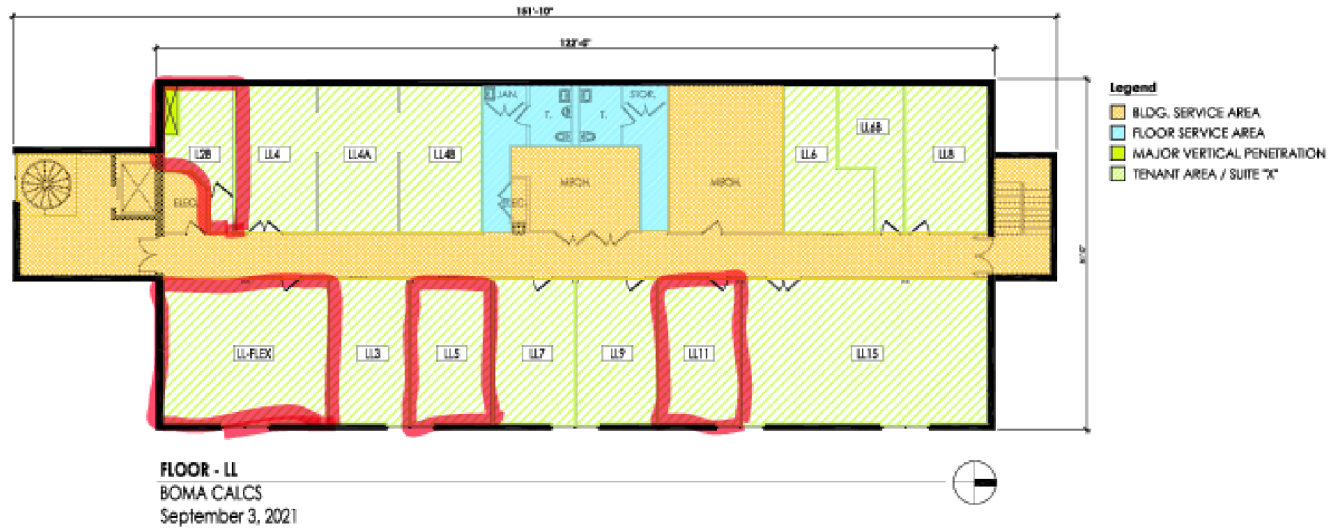 151'-10"
122'-0"
Legend
BLDG. SERVICE AREA
FLOOR SERVICE AREA
MAJOR VERTICAL PENETRATION
TENANT AREA / SUITE "X"
JAN.
STOR.
T.
T.
LL6B
LL2B
LL4
LL4A
LL4B
LL6
LL8
MECH.
MECH.
ELEC.
ELEC.
LL-FLEX
LL3
LL5
LL7
LL9
LL11
LL15
FLOOR - LL
BOMA CALCS
September 3, 2021